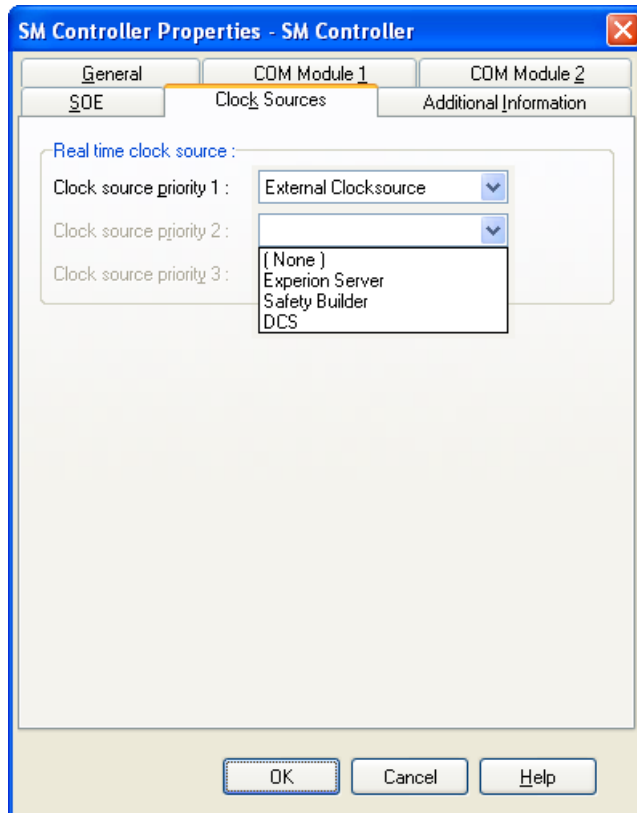 SM Controller Properties - SM Controller
General COM Module 1 COM Module 2
SOE Clock Sources Additional Information
Real time clock source :
Clock source priority 1 : External Clocksource
Clock source priority 2 :
( None )
Clock source priority 3 : Experion Server
Safety Builder
DCS
OK Cancel Help